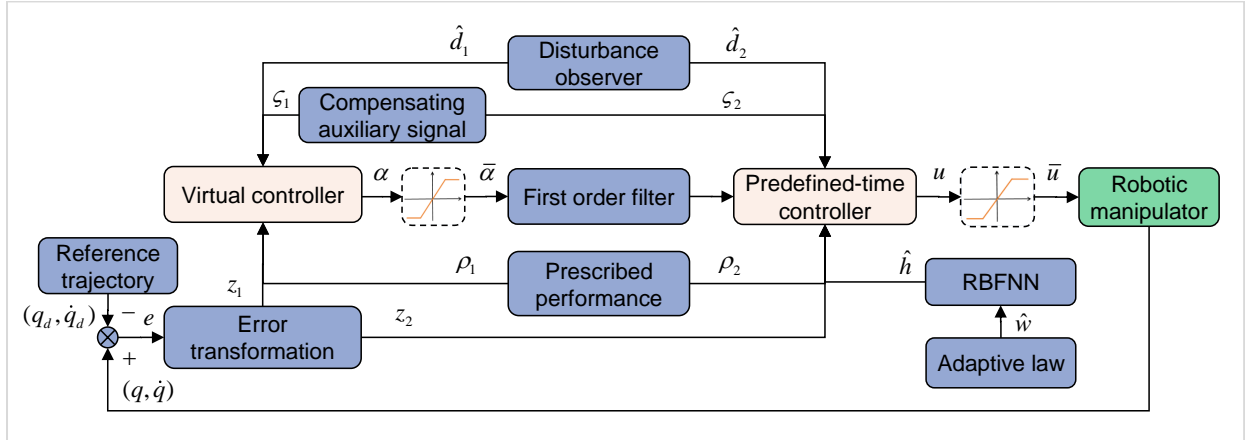 d̂₁
Disturbance
observer
d̂₂
ς₁
Compensating
auxiliary signal
ς₂
Virtual controller
α
ᾱ
First order filter
Predefined-time
controller
u
ū
Robotic
manipulator
Reference
trajectory
ρ₁
Prescribed
performance
ρ₂
ĥ
RBFNN
z₁
(q_d, q̇_d)
−
e
+
Error
transformation
z₂
ŵ
Adaptive law
(q, q̇)